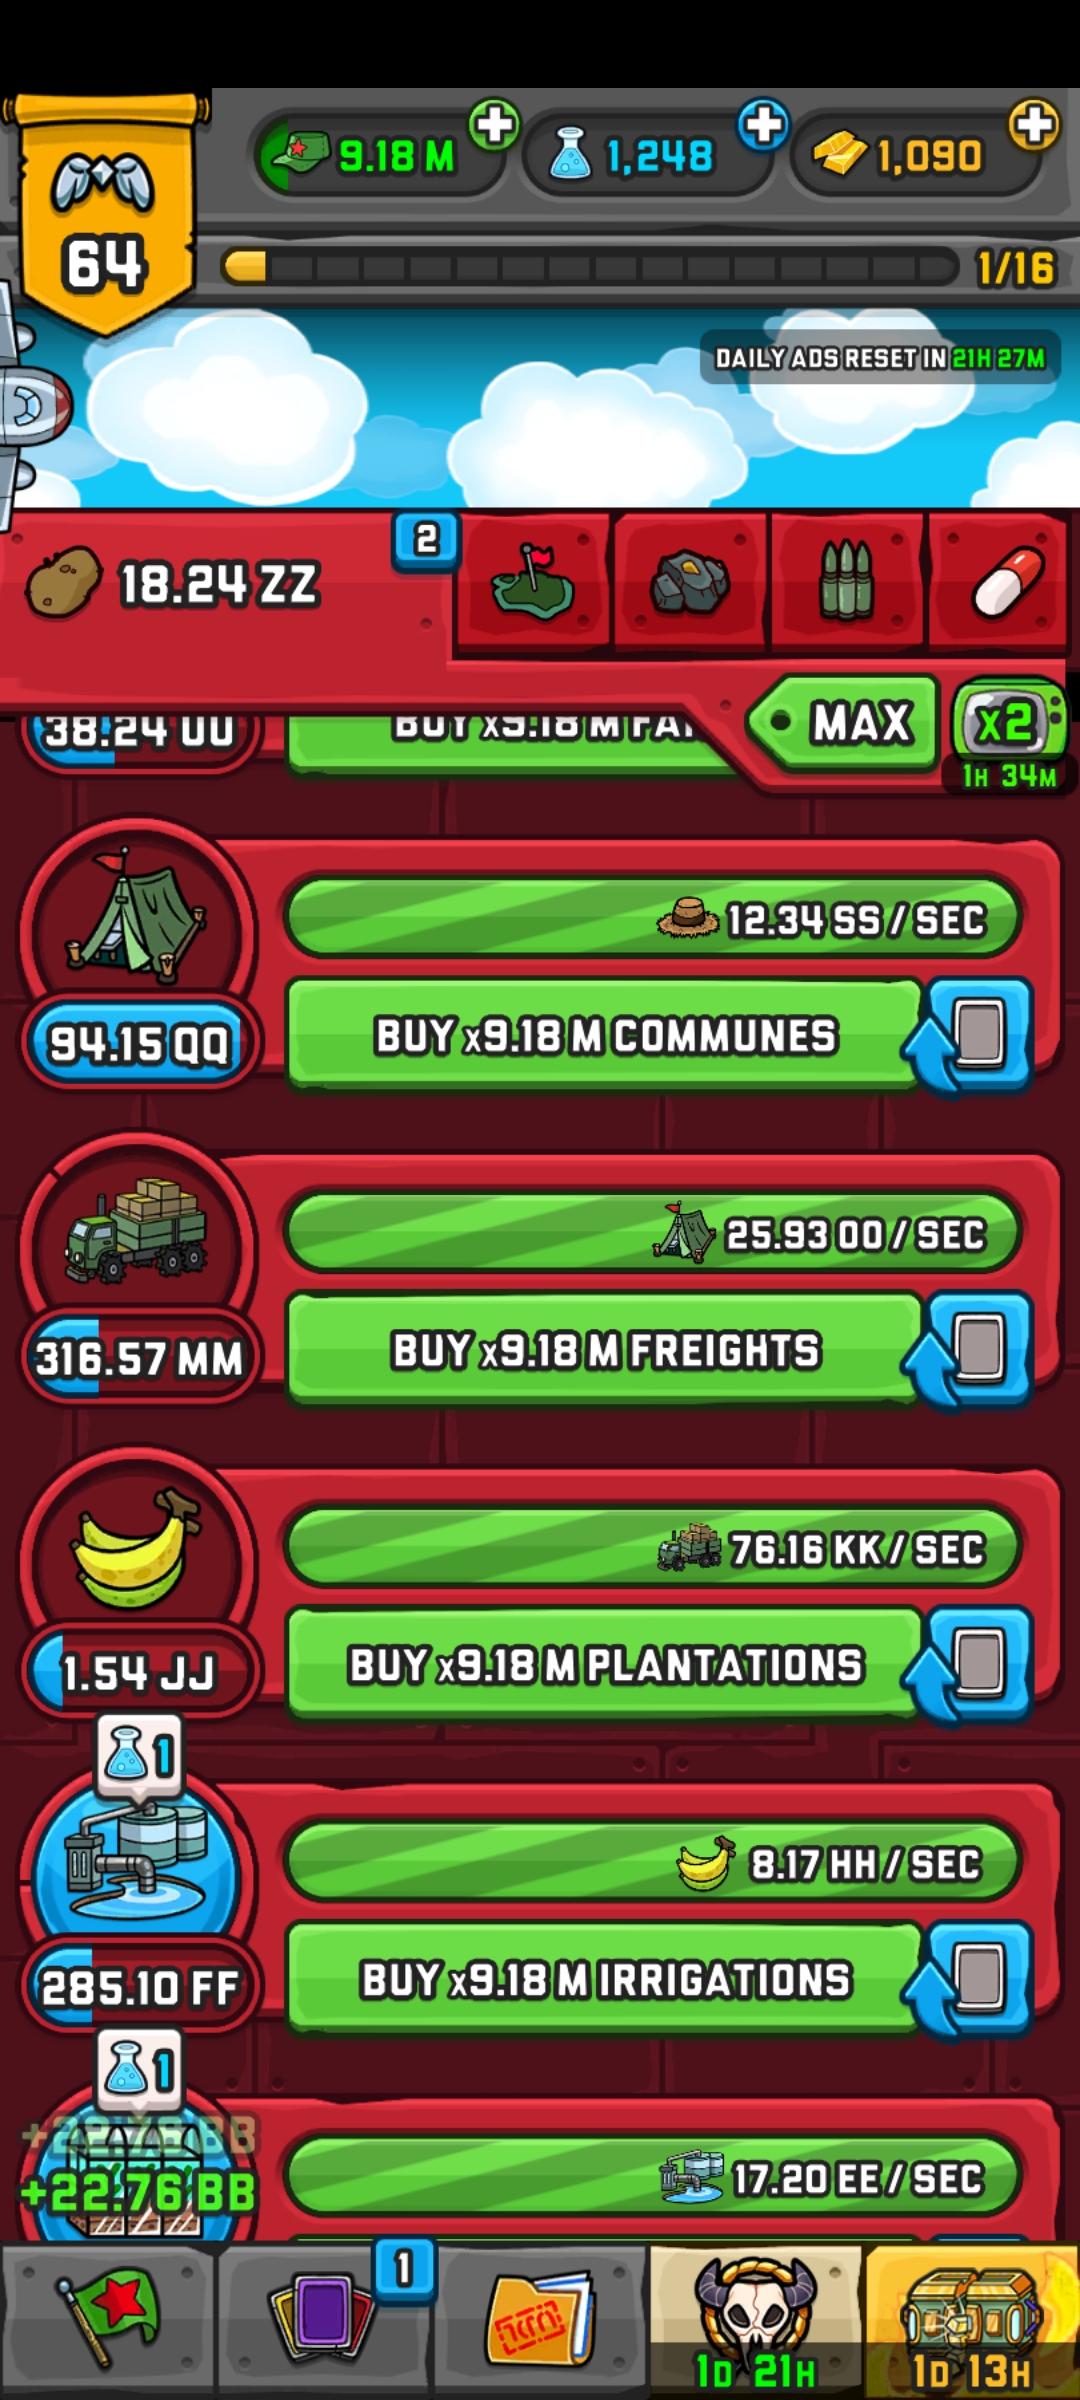 9.18 M
1,248
1,090
64
1/16
DAILY ADS RESET IN 21H 27M
18.24 ZZ
2
MAX
X2
1H 34M
38.24 UU
BUY x9.18 M
12.34 SS / SEC
94.15 QQ
BUY x9.18 M COMMUNES
25.93 OO / SEC
316.57 MM
BUY x9.18 M FREIGHTS
76.16 KK / SEC
1.54 JJ
BUY x9.18 M PLANTATIONS
1
8.17 HH / SEC
285.10 FF
BUY x9.18 M IRRIGATIONS
1
+22.76 BB
+22.76 BB
17.20 EE / SEC
1
1D 21H
1D 13H